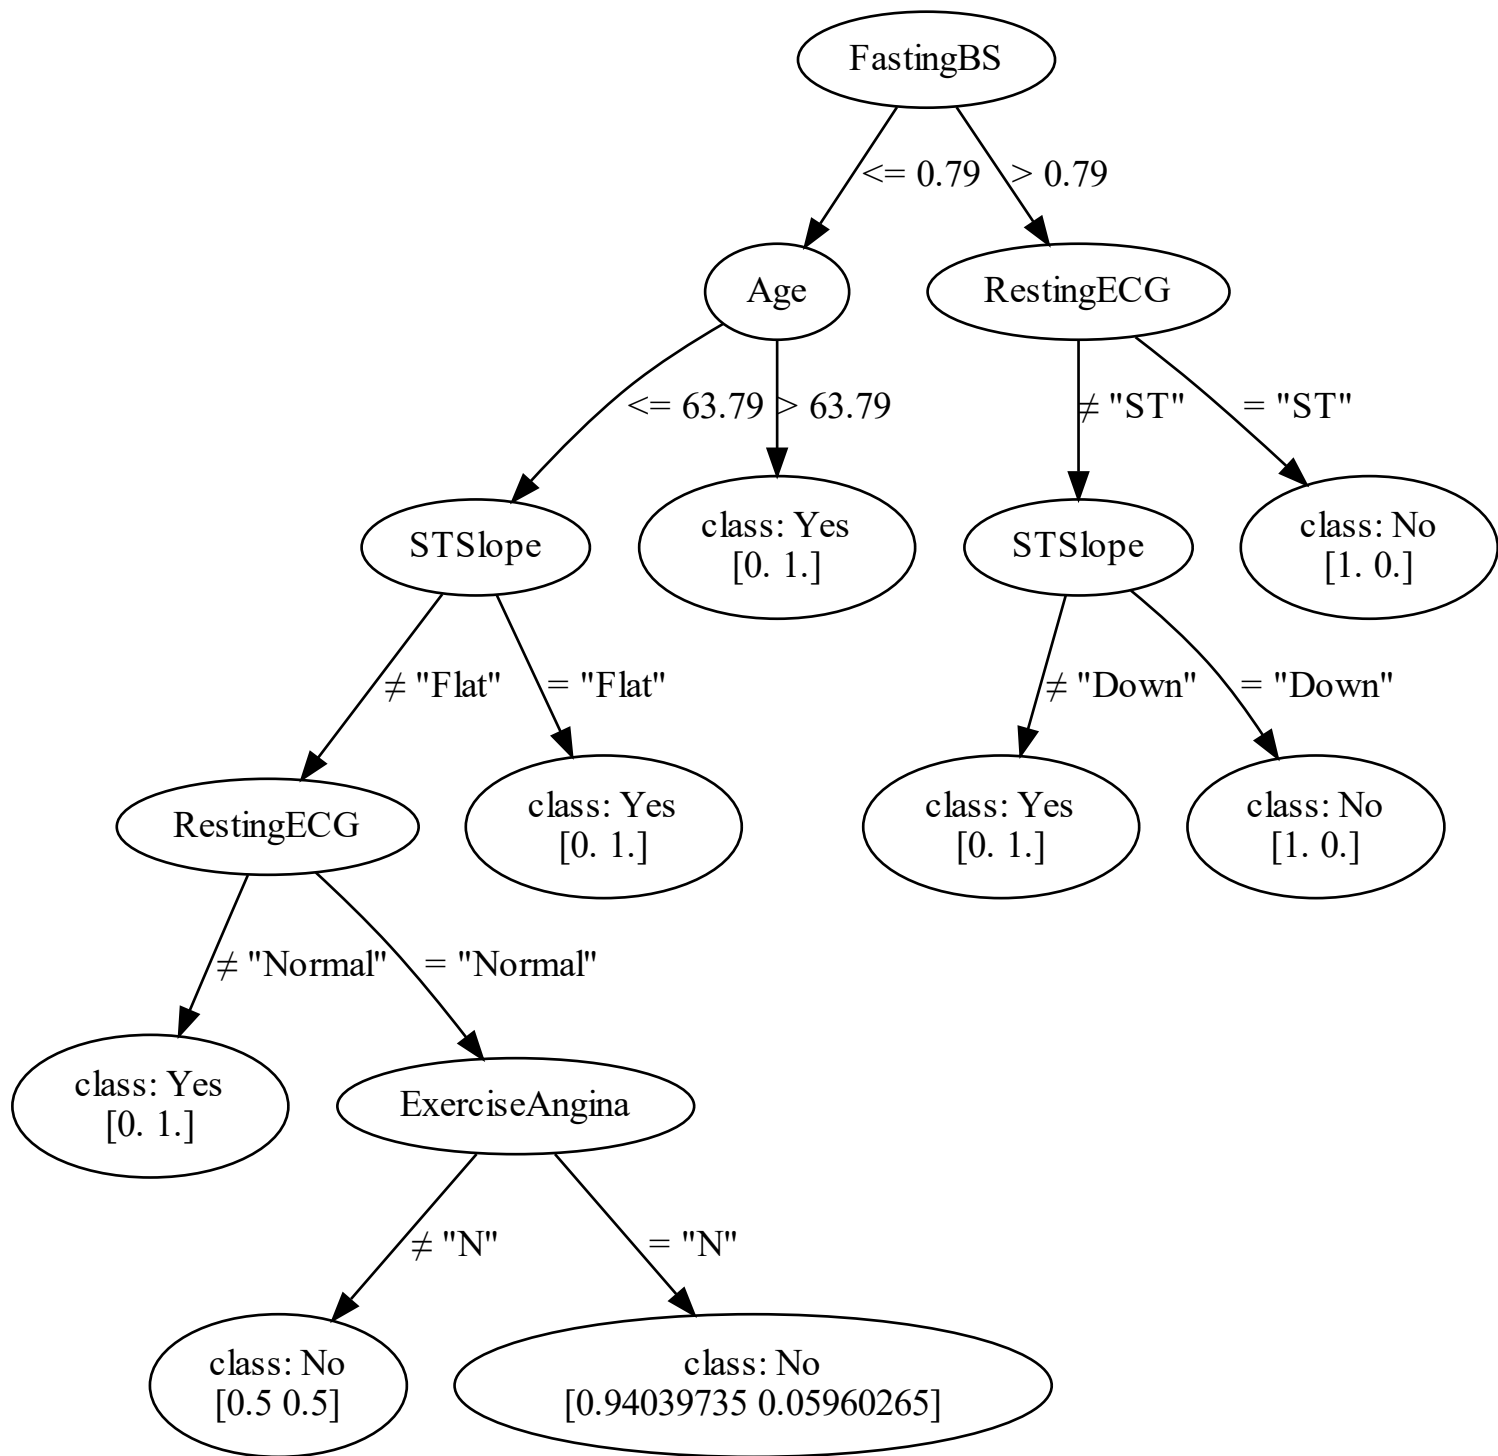 FastingBS
<= 0.79
> 0.79
Age
RestingECG
<= 63.79
> 63.79
≠ "ST"
= "ST"
STSlope
class: Yes
[0. 1.]
STSlope
class: No
[1. 0.]
≠ "Flat"
= "Flat"
≠ "Down"
= "Down"
RestingECG
class: Yes
[0. 1.]
class: Yes
[0. 1.]
class: No
[1. 0.]
≠ "Normal"
= "Normal"
class: Yes
[0. 1.]
ExerciseAngina
≠ "N"
= "N"
class: No
[0.5 0.5]
class: No
[0.94039735 0.05960265]